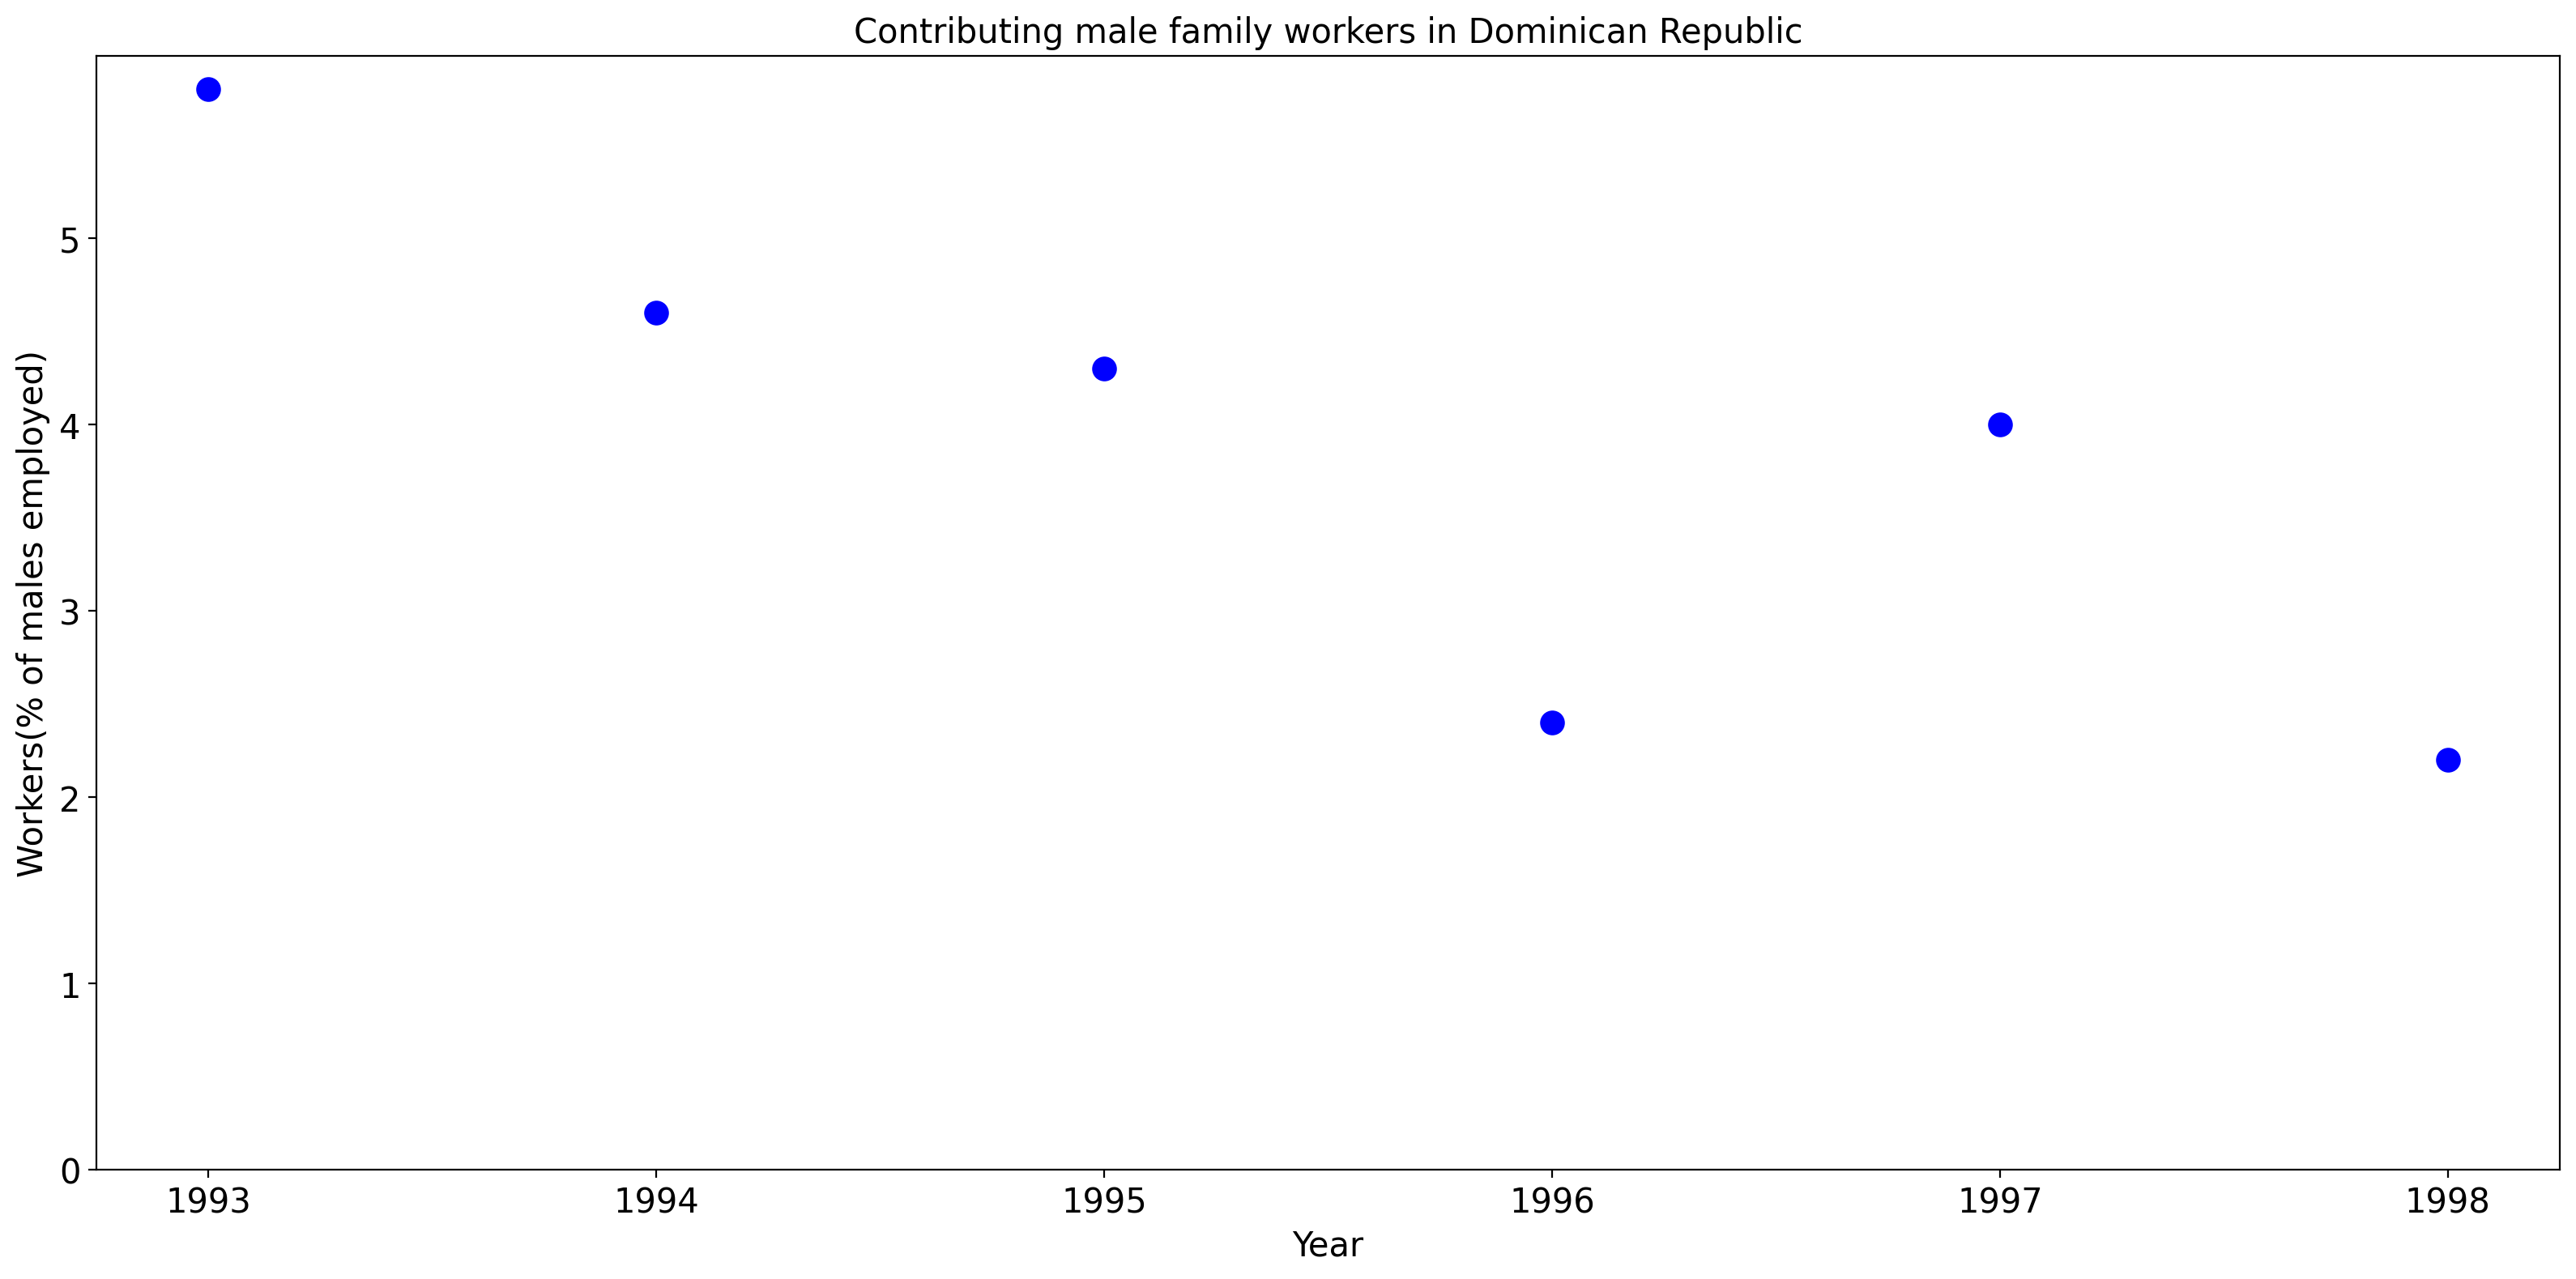 Contributing male family workers in Dominican Republic
Workers(% of males employed)
5
4
3
2
1
0
1993 1994 1995 1996 1997 1998
Year